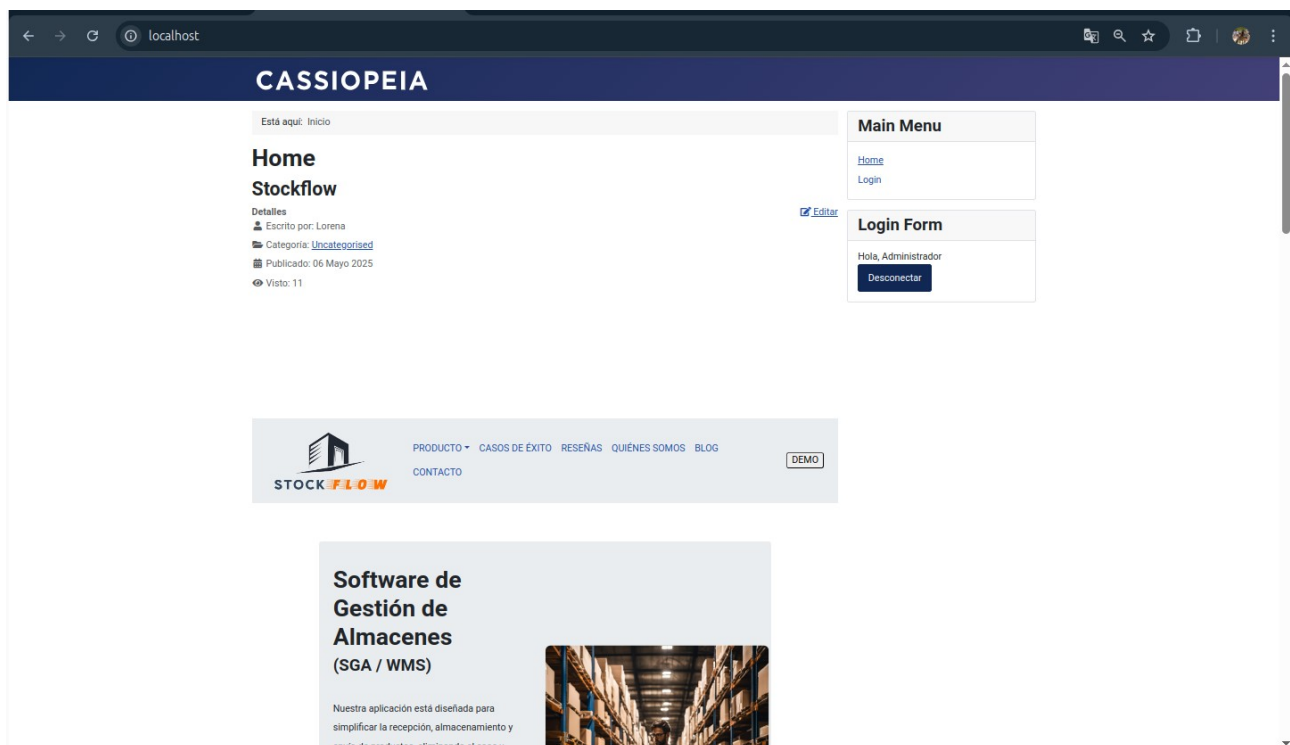 localhost
CASSIOPEIA
Está aquí: Inicio
Home
Stockflow
Detalles
Editar
Escrito por: Lorena
Categoría: Uncategorised
Publicado: 06 Mayo 2025
Visto: 11
Main Menu
Home
Login
Login Form
Hola, Administrador
Desconectar
STOCK FLOW
PRODUCTO CASOS DE ÉXITO RESEÑAS QUIÉNES SOMOS BLOG
CONTACTO
DEMO
Software de
Gestión de
Almacenes
(SGA / WMS)
Nuestra aplicación está diseñada para
simplificar la recepción, almacenamiento y